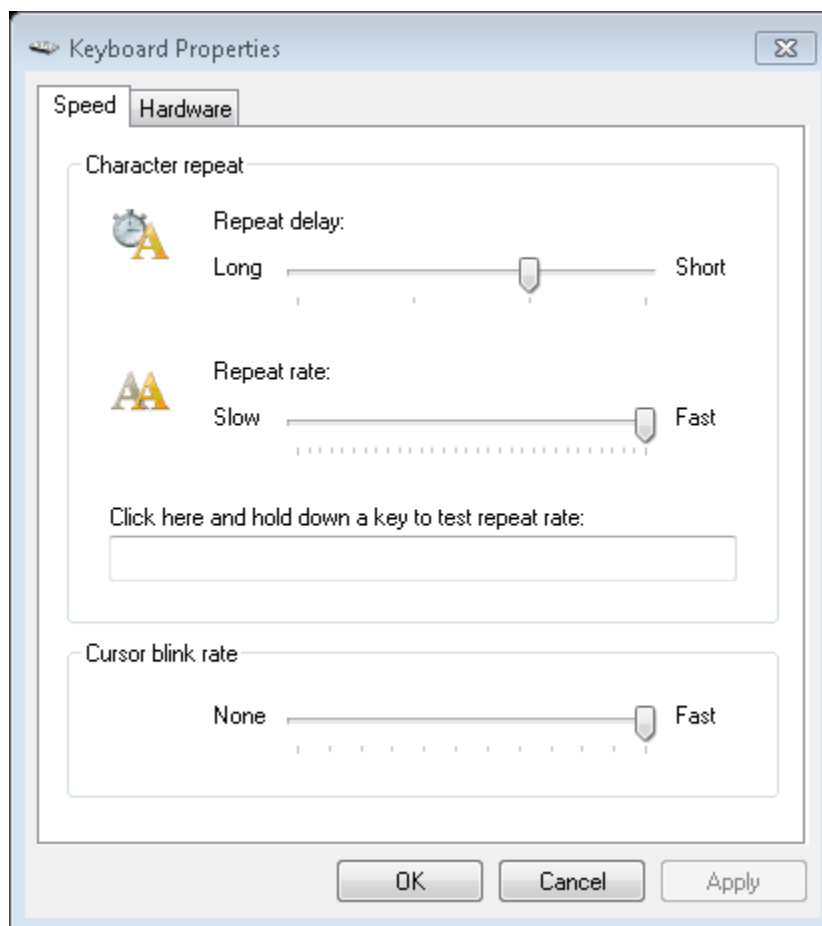 Keyboard Properties
Speed Hardware
Character repeat
Repeat delay:
Long Short
Repeat rate:
Slow Fast
Click here and hold down a key to test repeat rate:
Cursor blink rate
None Fast
OK Cancel Apply